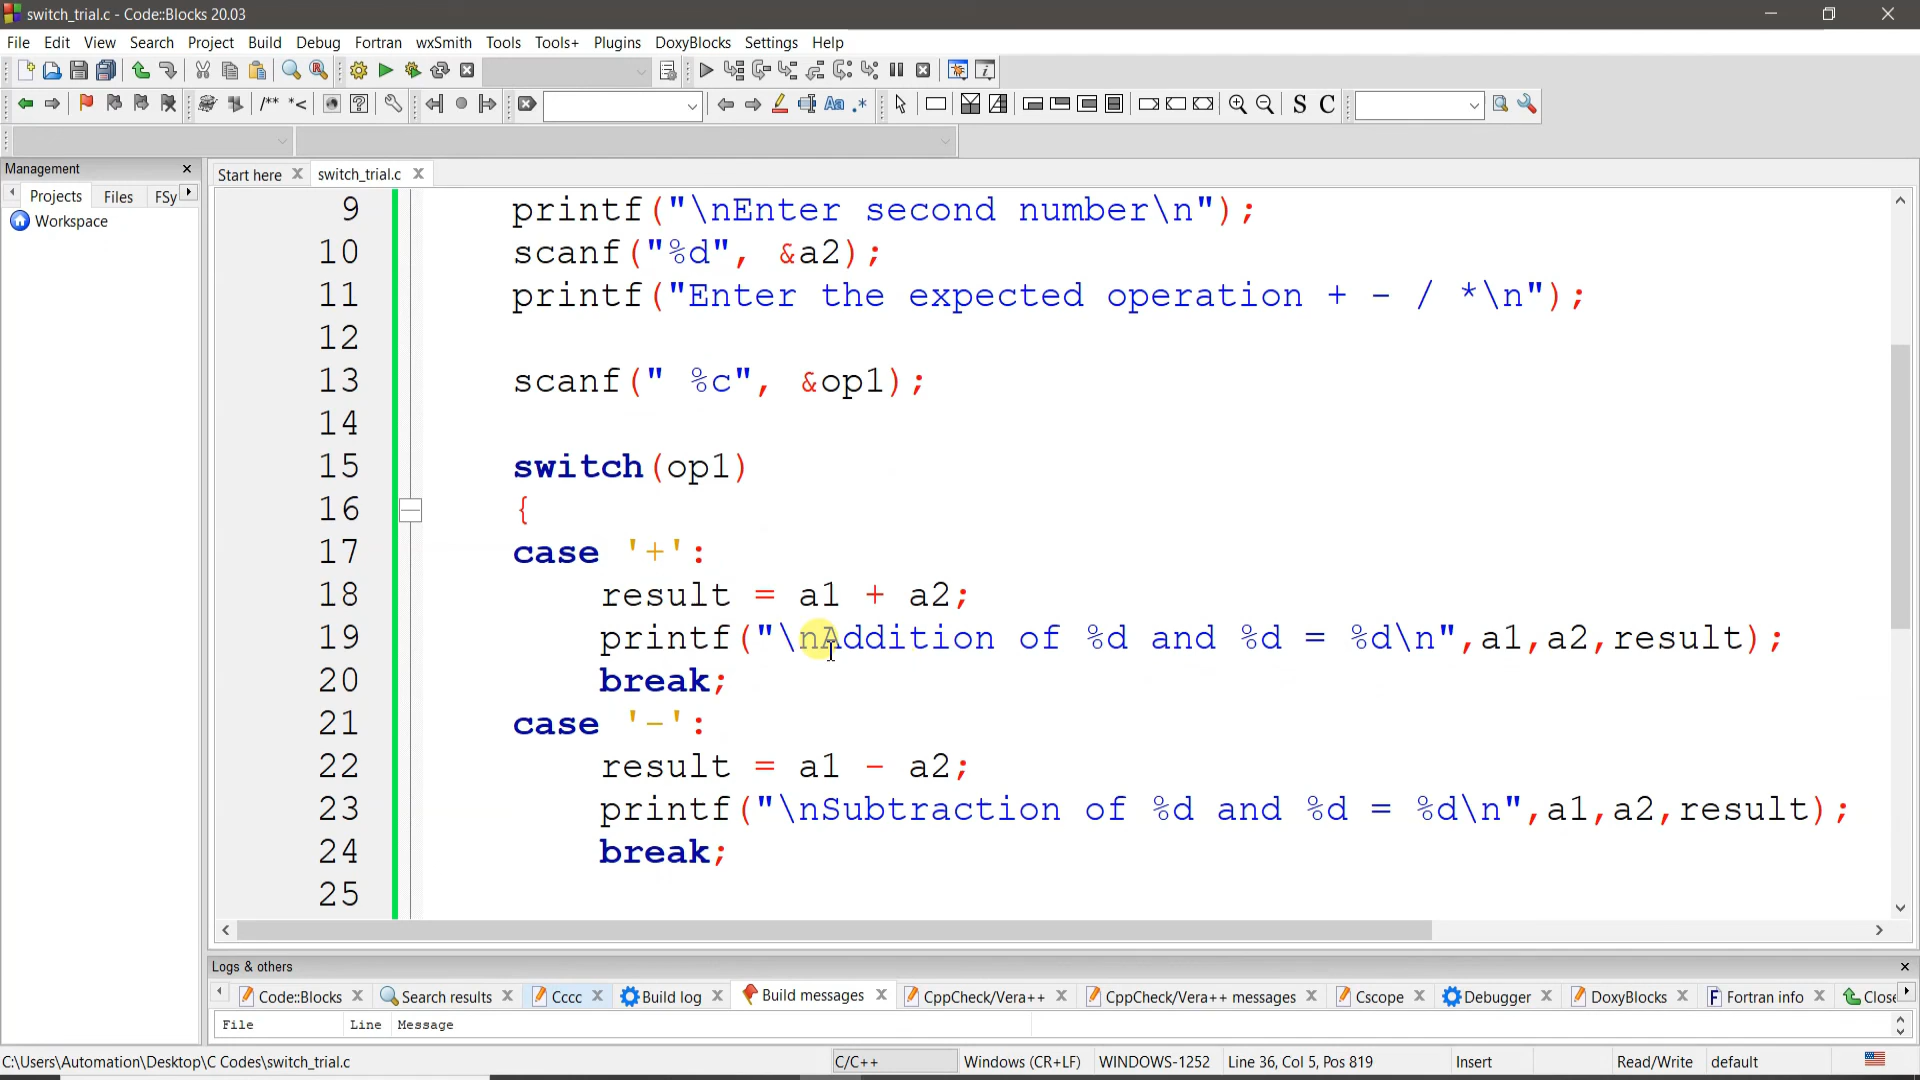 switch_trial.c - Code::Blocks 20.03
File Edit View Search Project Build Debug Fortran wxSmith Tools Tools+ Plugins DoxyBlocks Settings Help
/** *< Aa .* S C
Management
Start here switch_trial.c
Projects Files FSy
Workspace
9 printf("\nEnter second number\n");
10 scanf("%d", &a2);
11 printf("Enter the expected operation + - / *\n");
12
13 scanf(" %c", &op1);
14
15 switch(op1)
16 {
17 case '+':
18 result = a1 + a2;
19 printf("\nAddition of %d and %d = %d\n",a1,a2,result);
20 break;
21 case '-':
22 result = a1 - a2;
23 printf("\nSubtraction of %d and %d = %d\n",a1,a2,result);
24 break;
25
Logs & others
Code::Blocks Search results Cccc Build log Build messages CppCheck/Vera++ CppCheck/Vera++ messages Cscope Debugger DoxyBlocks Fortran info Close
File Line Message
C:\Users\Automation\Desktop\C Codes\switch_trial.c C/C++ Windows (CR+LF) WINDOWS-1252 Line 36, Col 5, Pos 819 Insert Read/Write default